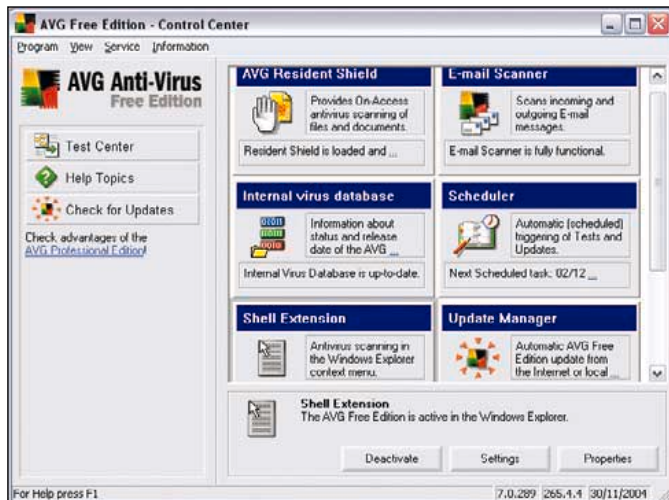 AVG Free Edition - Control Center
Program View Service Information
AVG Anti-Virus
Free Edition
Test Center
Help Topics
Check for Updates
Check advantages of the
AVG Professional Edition!
AVG Resident Shield
Provides On-Access
antivirus scanning of
files and documents.
Resident Shield is loaded and ...
E-mail Scanner
Scans incoming and
outgoing E-mail
messages.
E-mail Scanner is fully functional.
Internal virus database
Information about
status and release
date of the AVG ...
Internal Virus Database is up-to-date.
Scheduler
Automatic (scheduled)
triggering of Tests and
Updates.
Next Scheduled task: 02/12 ...
Shell Extension
Antivirus scanning in
the Windows Explorer
context menu.
Update Manager
Automatic AVG Free
Edition update from
the Internet or local ...
Shell Extension
The AVG Free Edition is active in the Windows Explorer.
Deactivate Settings Properties
For Help press F1
7.0.289 265.4.4 30/11/2004